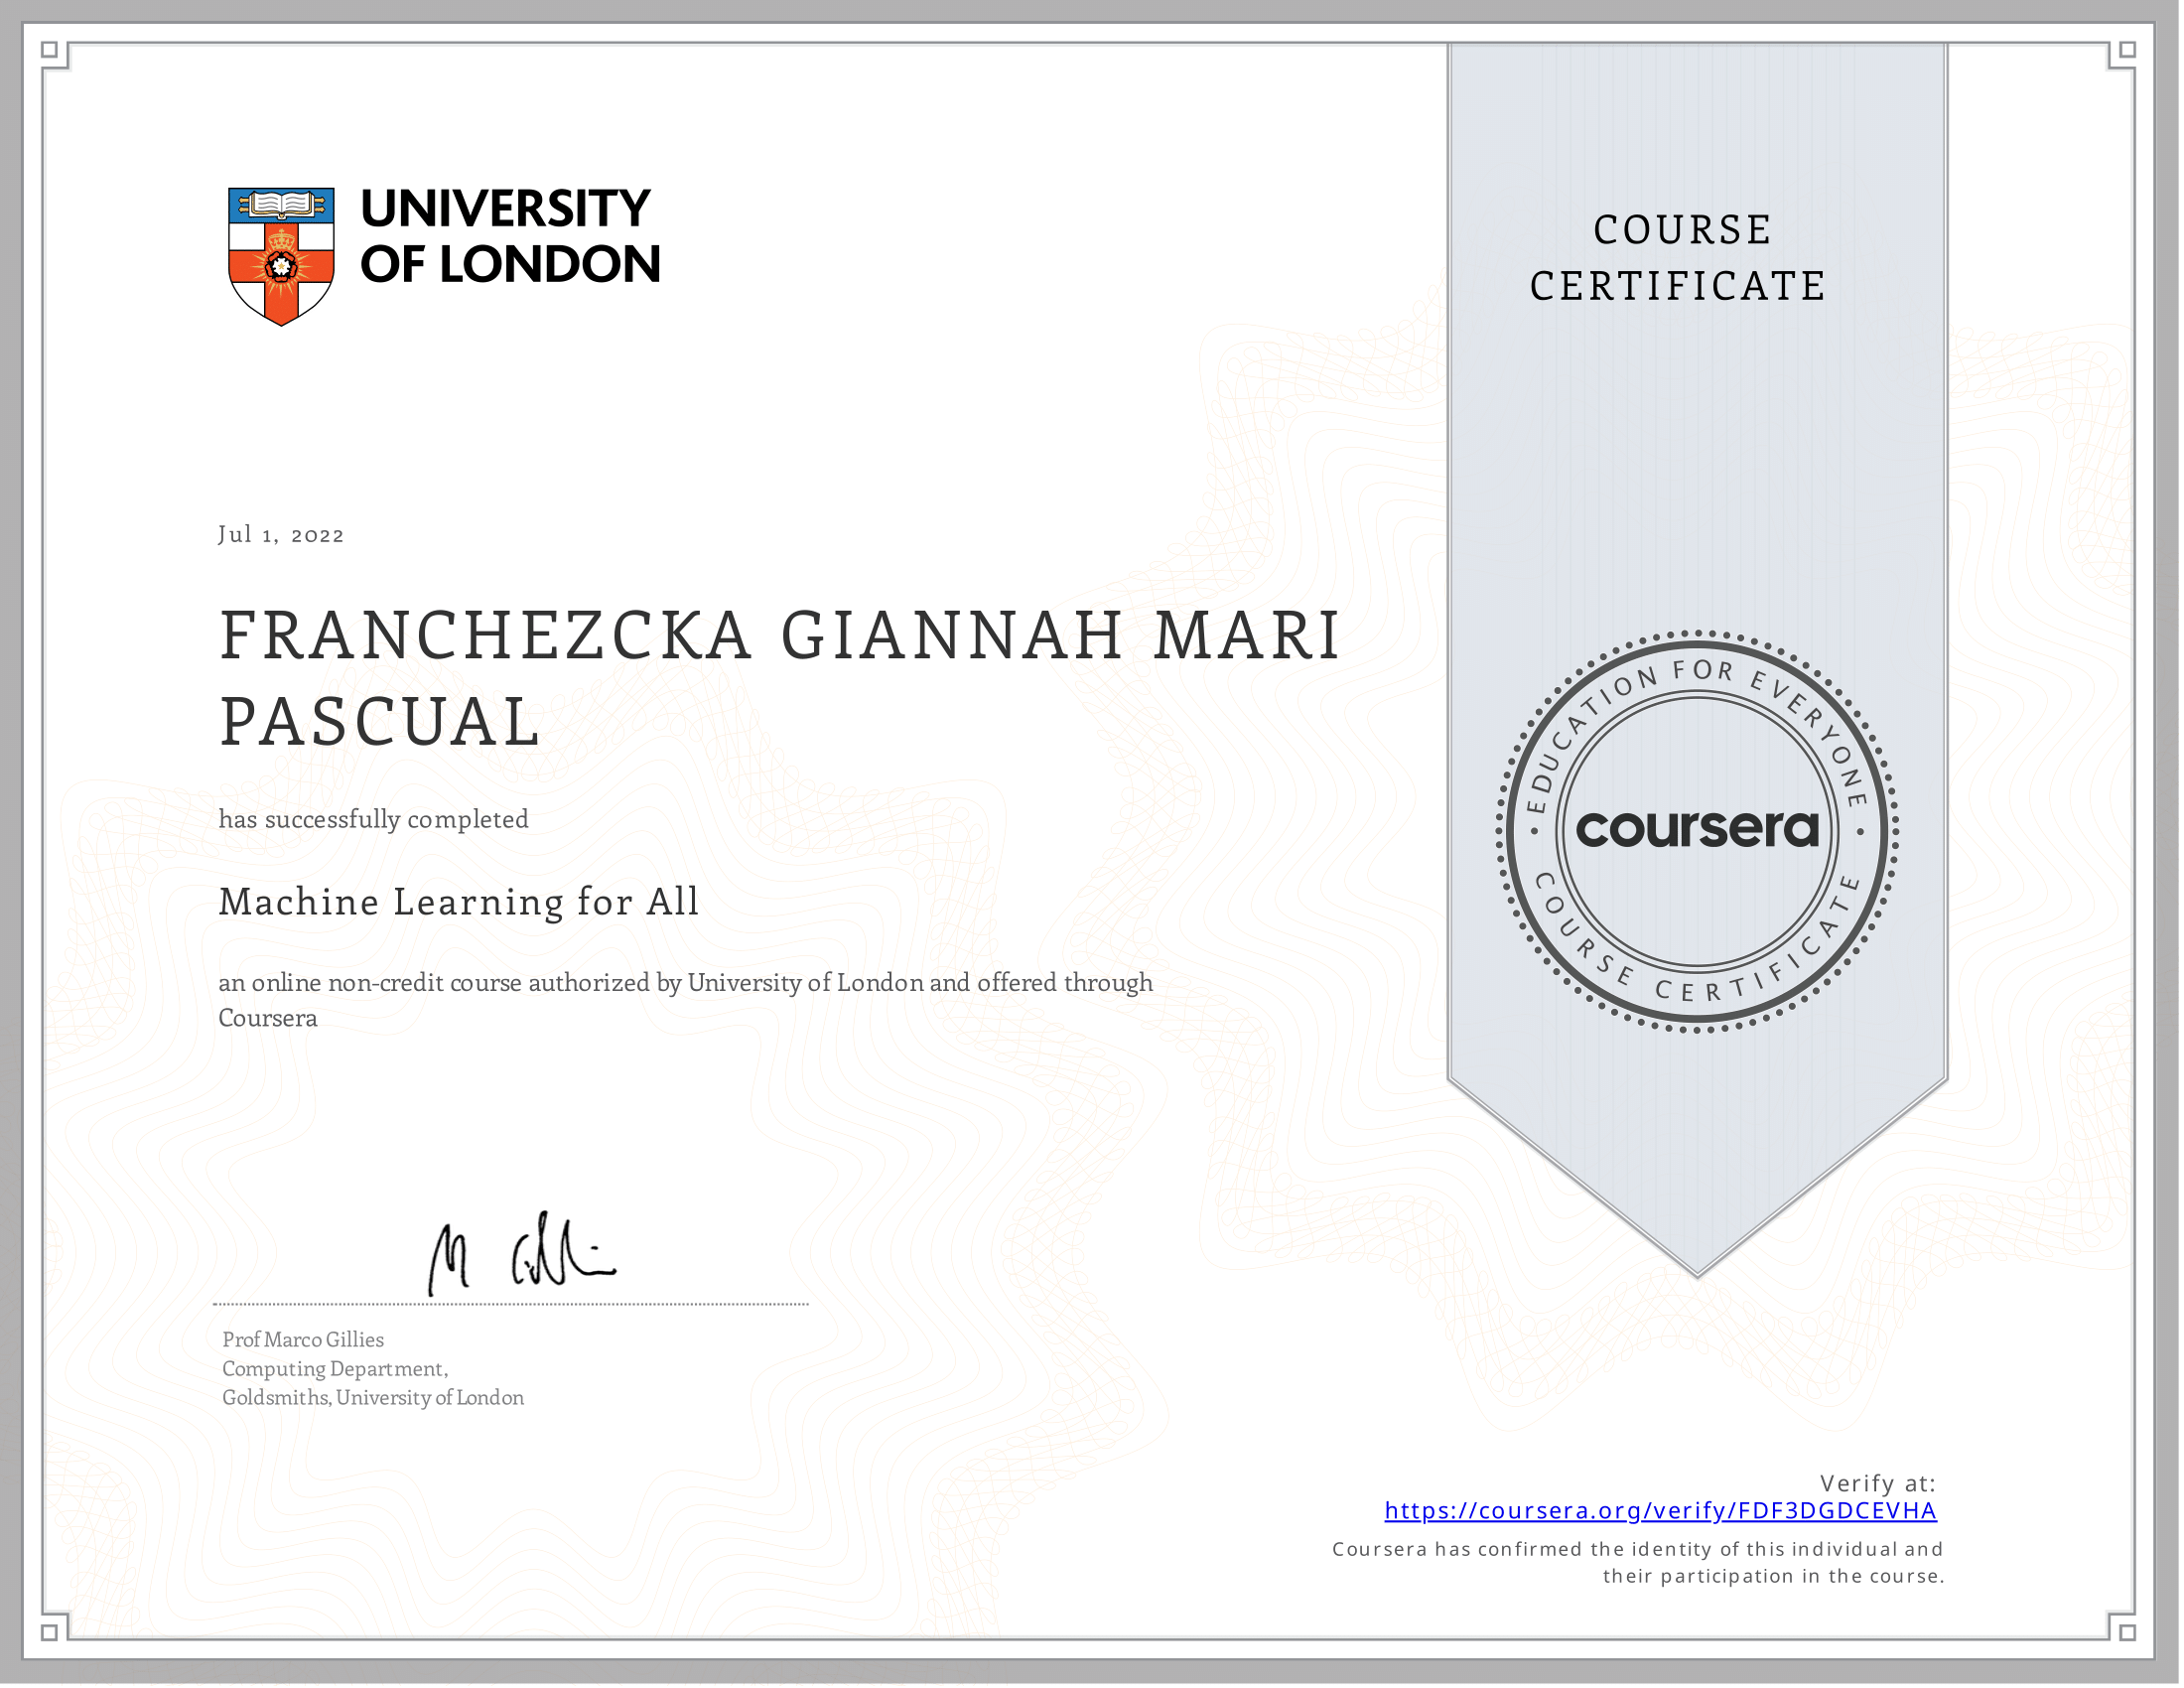 UNIVERSITY
OF LONDON
COURSE
CERTIFICATE
Jul 1, 2022
FRANCHEZCKA GIANNAH MARI
PASCUAL
has successfully completed
Machine Learning for All
an online non-credit course authorized by University of London and offered through
Coursera
EDUCATION FOR EVERYONE
coursera
COURSE CERTIFICATE
M Gillies
Prof Marco Gillies
Computing Department,
Goldsmiths, University of London
Verify at:
https://coursera.org/verify/FDF3DGDCEVHA
Coursera has confirmed the identity of this individual and
their participation in the course.